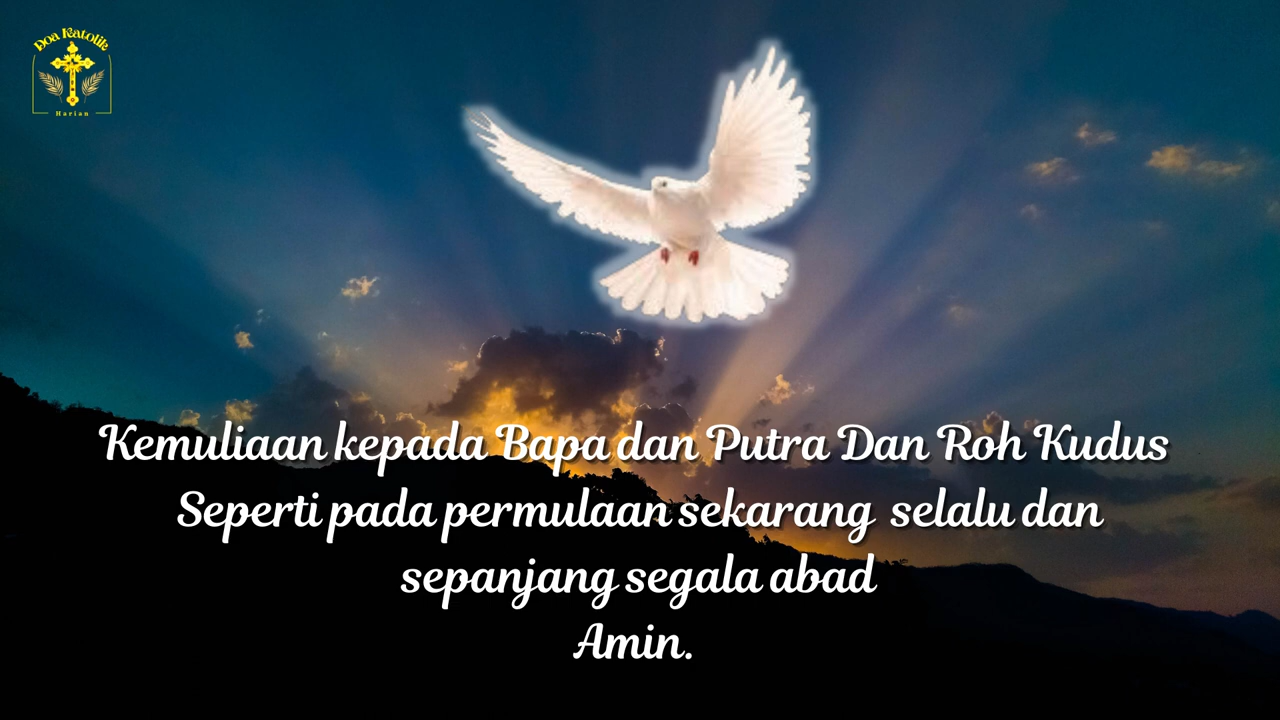 Doa Katolik
Harian
Kemuliaan kepada Bapa dan Putra Dan Roh Kudus
Seperti pada permulaan sekarang selalu dan
sepanjang segala abad
Amin.